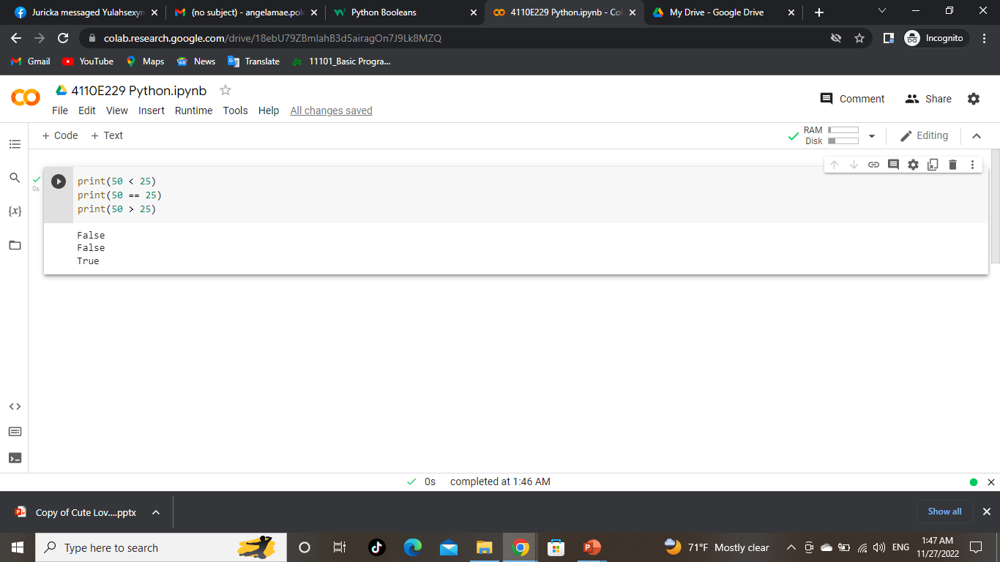 Juricka messaged Yulahsexyn
(no subject) - angelamae.pol
Python Booleans
4110E229 Python.ipynb - Co
My Drive - Google Drive
colab.research.google.com/drive/18ebU79ZBmlahB3d5airagOn7J9Lk8MZQ
Incognito
Gmail
YouTube
Maps
News
Translate
11101_Basic Progra...
4110E229 Python.ipynb
Comment
Share
File Edit View Insert Runtime Tools Help All changes saved
+ Code + Text
RAM
Disk
Editing
print(50 < 25)
0s
print(50 == 25)
print(50 > 25)
{x}
False
False
True
0s completed at 1:46 AM
Copy of Cute Lov....pptx
Show all
Type here to search
71°F Mostly clear
ENG
1:47 AM
11/27/2022